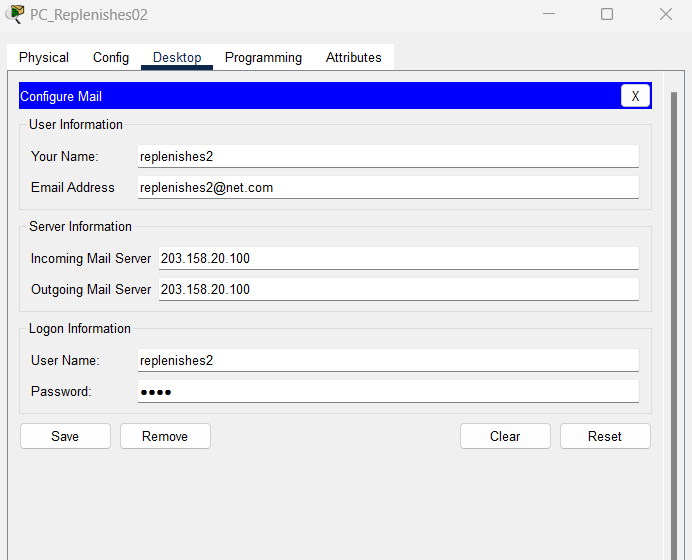 PC_Replenishes02
Physical Config Desktop Programming Attributes
Configure Mail X
User Information
Your Name: replenishes2
Email Address replenishes2@net.com
Server Information
Incoming Mail Server 203.158.20.100
Outgoing Mail Server 203.158.20.100
Logon Information
User Name: replenishes2
Password: ●●●●
Save Remove Clear Reset